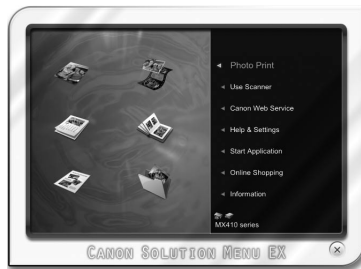 Photo Print
Use Scanner
Canon Web Service
Help & Settings
Start Application
Online Shopping
Information
MX410 series
CANON SOLUTION MENU EX